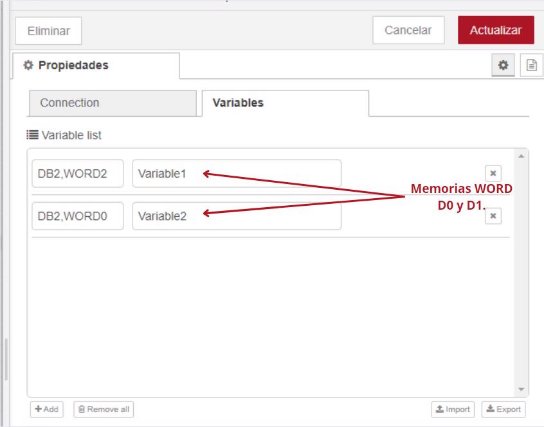 Eliminar
Cancelar
Actualizar
Propiedades
Connection
Variables
Variable list
DB2,WORD2
Variable1
DB2,WORD0
Variable2
Memorias WORD
D0 y D1.
+Add
Remove all
Import
Export